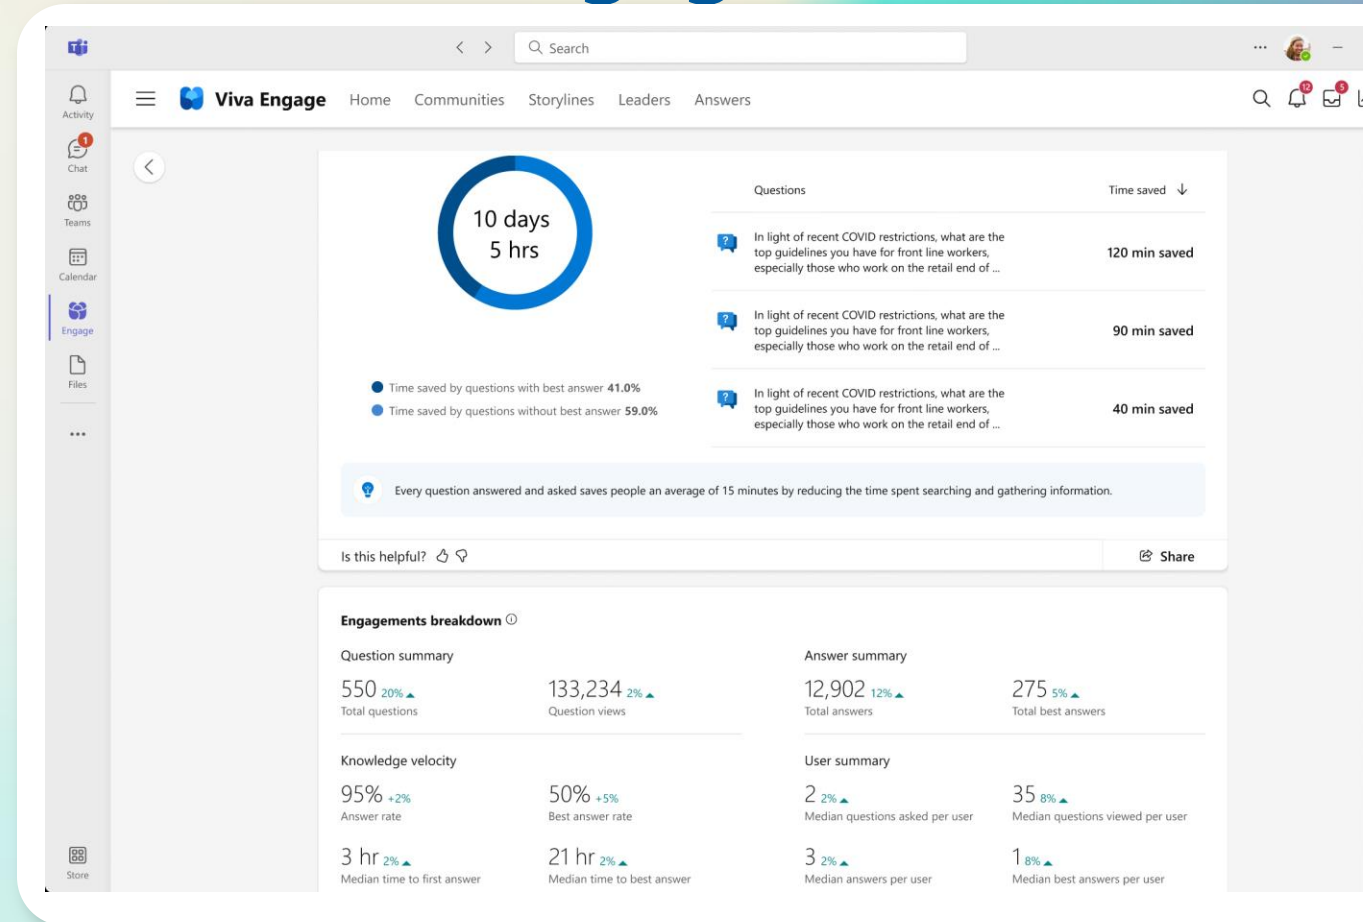 Search
Activity
1
Chat
Teams
Calendar
Engage
Files
Store
Viva Engage Home Communities Storylines Leaders Answers
12
5
10 days
5 hrs
Time saved by questions with best answer 41.0%
Time saved by questions without best answer 59.0%
Questions Time saved ↓
In light of recent COVID restrictions, what are the
top guidelines you have for front line workers,
especially those who work on the retail end of ...
120 min saved
In light of recent COVID restrictions, what are the
top guidelines you have for front line workers,
especially those who work on the retail end of ...
90 min saved
In light of recent COVID restrictions, what are the
top guidelines you have for front line workers,
especially those who work on the retail end of ...
40 min saved
Every question answered and asked saves people an average of 15 minutes by reducing the time spent searching and gathering information.
Is this helpful?
Share
Engagements breakdown
Question summary
550 20% ▲ 133,234 2% ▲
Total questions Question views
Answer summary
12,902 12% ▲ 275 5% ▲
Total answers Total best answers
Knowledge velocity
95% +2% 50% +5%
Answer rate Best answer rate
3 hr 2% ▲ 21 hr 2% ▲
Median time to first answer Median time to best answer
User summary
2 2% ▲ 35 8% ▲
Median questions asked per user Median questions viewed per user
3 2% ▲ 1 8% ▲
Median answers per user Median best answers per user